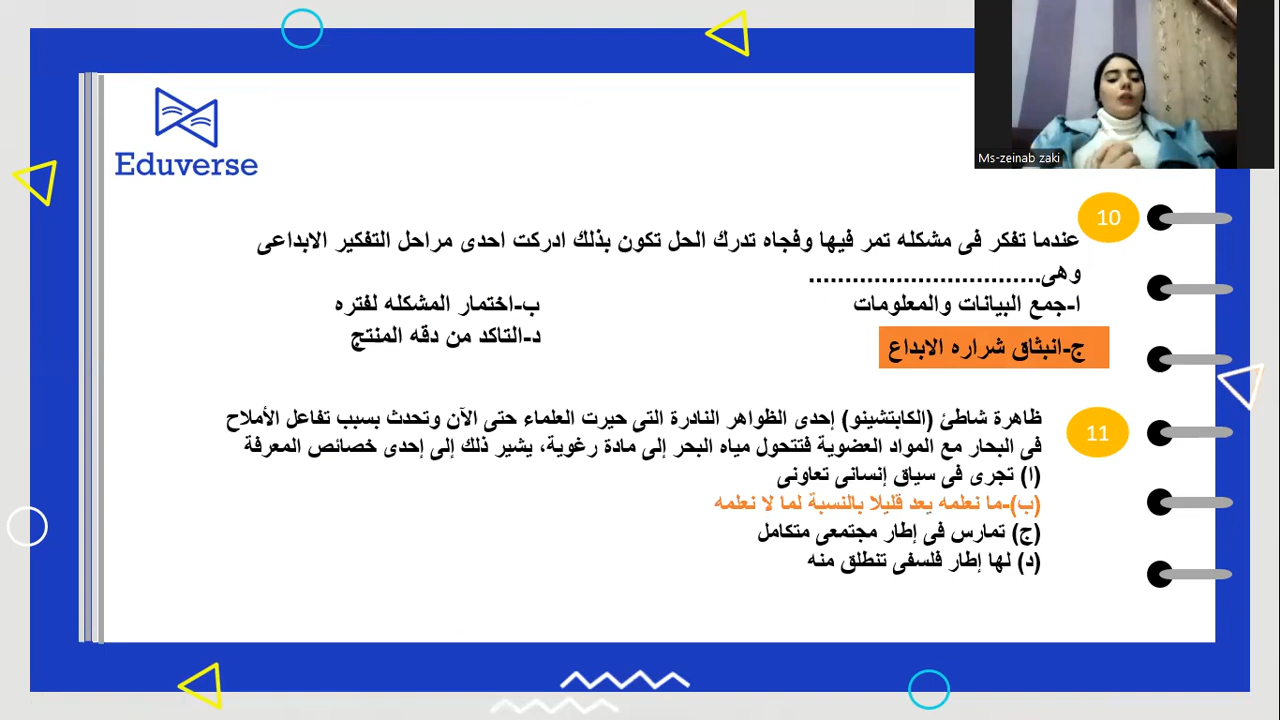 Eduverse
Ms-zeinab zaki
10
عندما تفكر فى مشكله تمر فيها وفجاه تدرك الحل تكون بذلك ادركت احدى مراحل التفكير الابداعى
وهى................................
ا-جمع البيانات والمعلومات ب-اختمار المشكله لفتره
ج-انبثاق شراره الابداع د-التاكد من دقه المنتج
11
ظاهرة شاطئ (الكابتشينو) إحدى الظواهر النادرة التى حيرت العلماء حتى الآن وتحدث بسبب تفاعل الأملاح
فى البحار مع المواد العضوية فتتحول مياه البحر إلى مادة رغوية، يشير ذلك إلى إحدى خصائص المعرفة
(ا) تجرى فى سياق إنسانى تعاونى
(ب)-ما نعلمه يعد قليلا بالنسبة لما لا نعلمه
(ج) تمارس فى إطار مجتمعى متكامل
(د) لها إطار فلسفى تنطلق منه